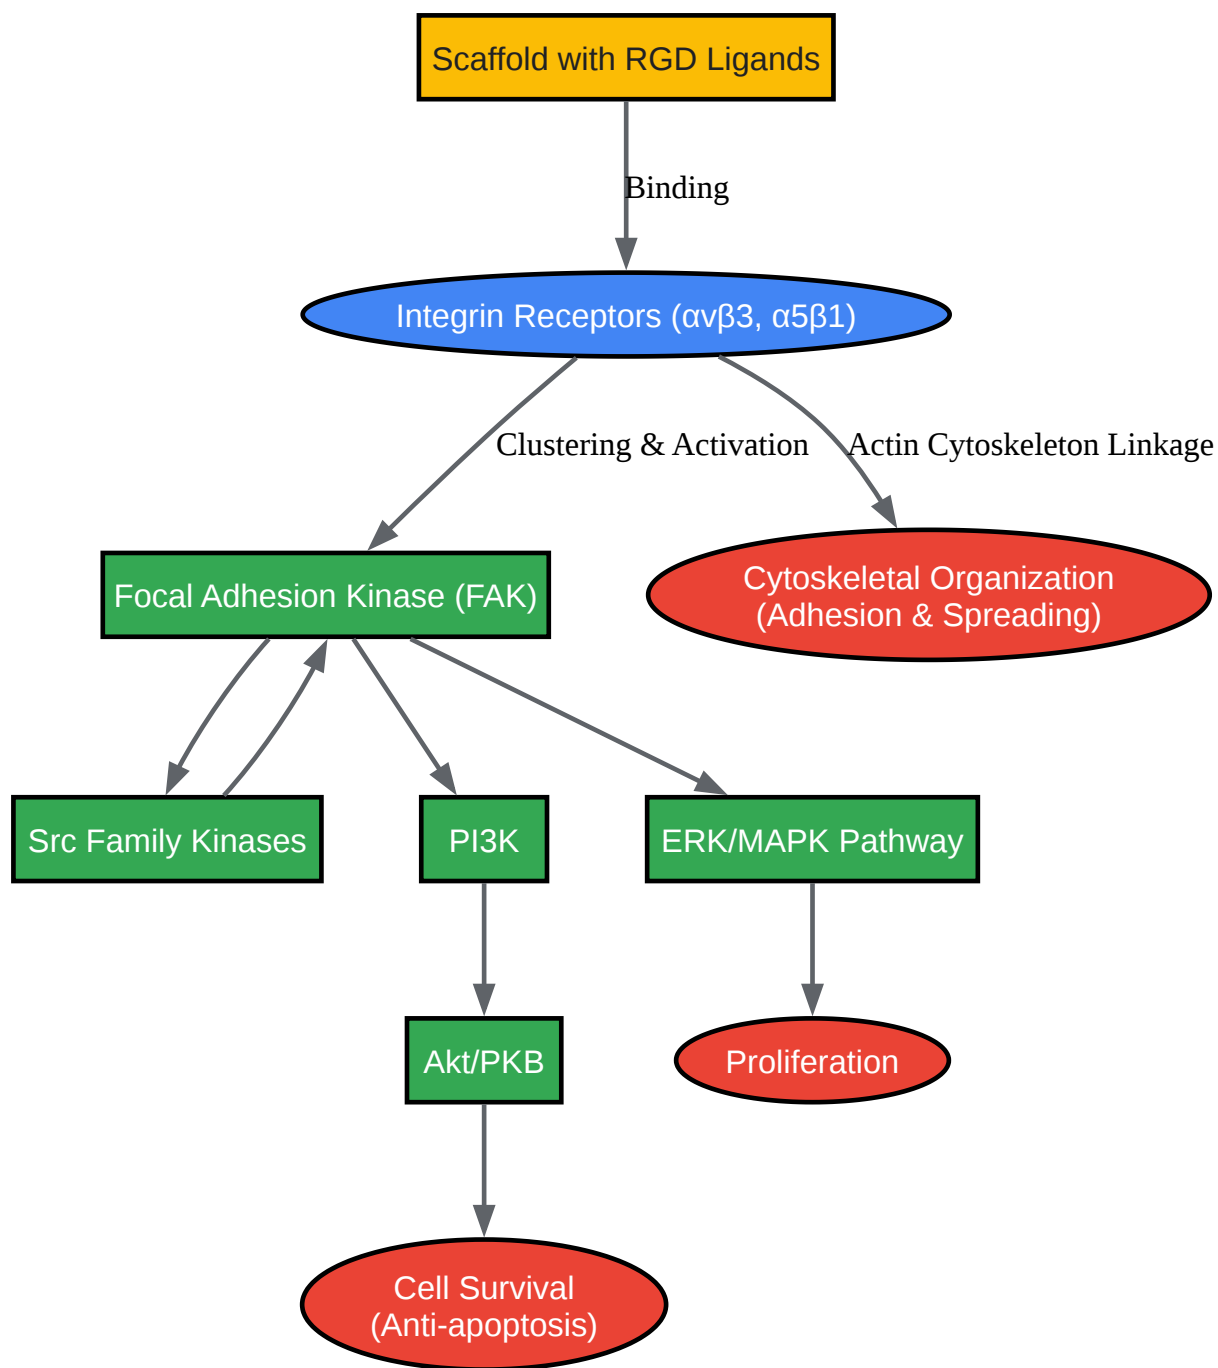 Scaffold with RGD Ligands
Binding
Integrin Receptors (αvβ3, α5β1)
Clustering & Activation
Actin Cytoskeleton Linkage
Focal Adhesion Kinase (FAK)
Cytoskeletal Organization
(Adhesion & Spreading)
Src Family Kinases
PI3K
ERK/MAPK Pathway
Akt/PKB
Proliferation
Cell Survival
(Anti-apoptosis)